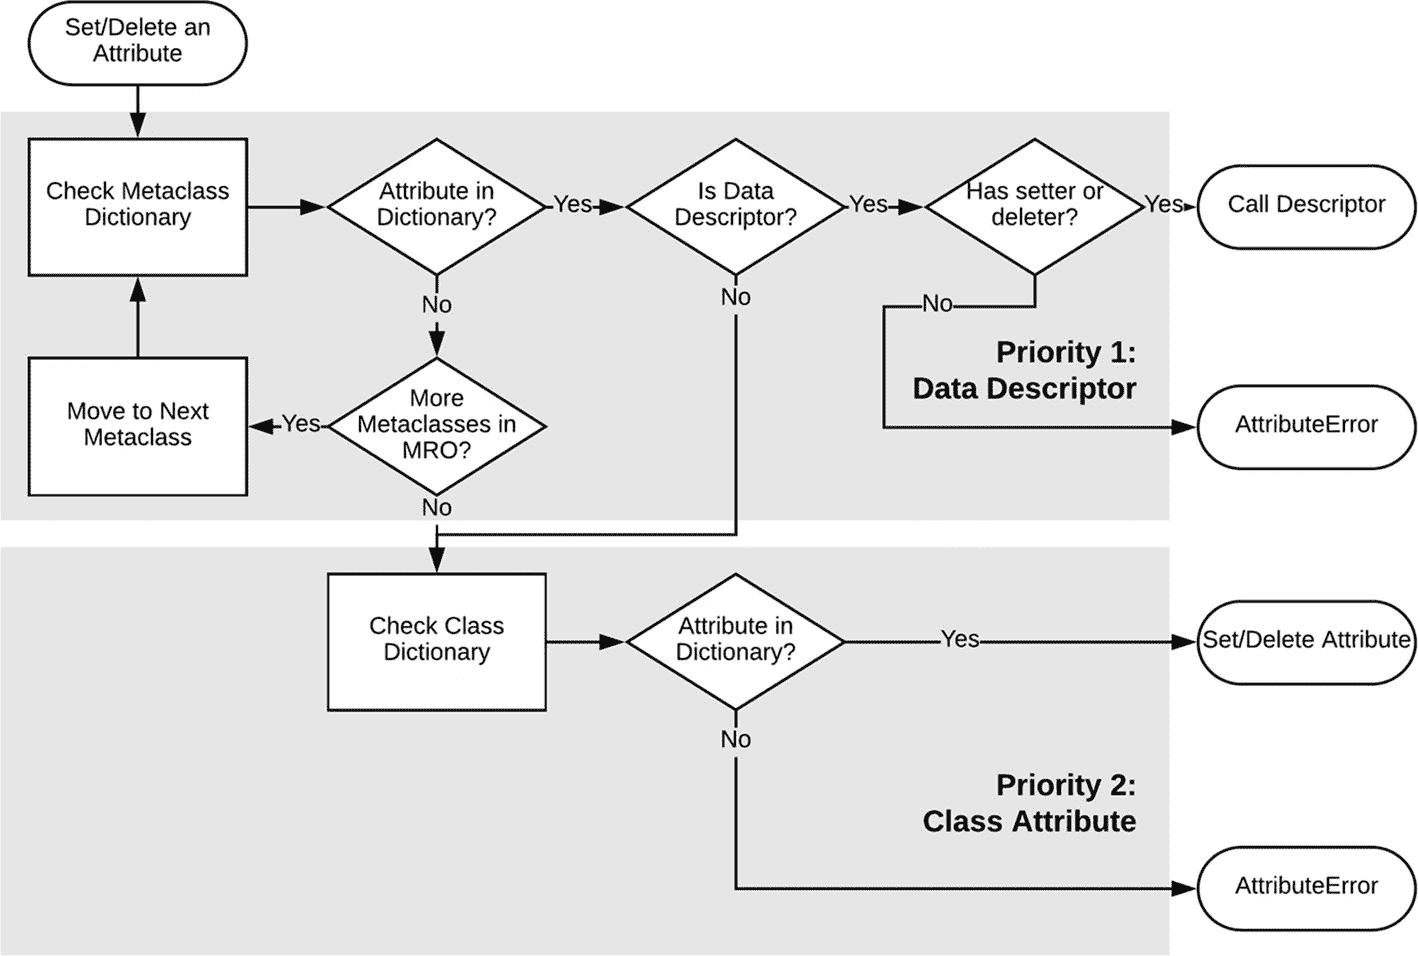 Set/Delete an
Attribute
Check Metaclass
Dictionary
Attribute in
Dictionary?
Yes
Is Data
Descriptor?
Yes
Has setter or
deleter?
Yes
Call Descriptor
No
No
No
Priority 1:
Data Descriptor
Move to Next
Metaclass
Yes
More
Metaclasses in
MRO?
AttributeError
No
Check Class
Dictionary
Attribute in
Dictionary?
Yes
Set/Delete Attribute
No
Priority 2:
Class Attribute
AttributeError